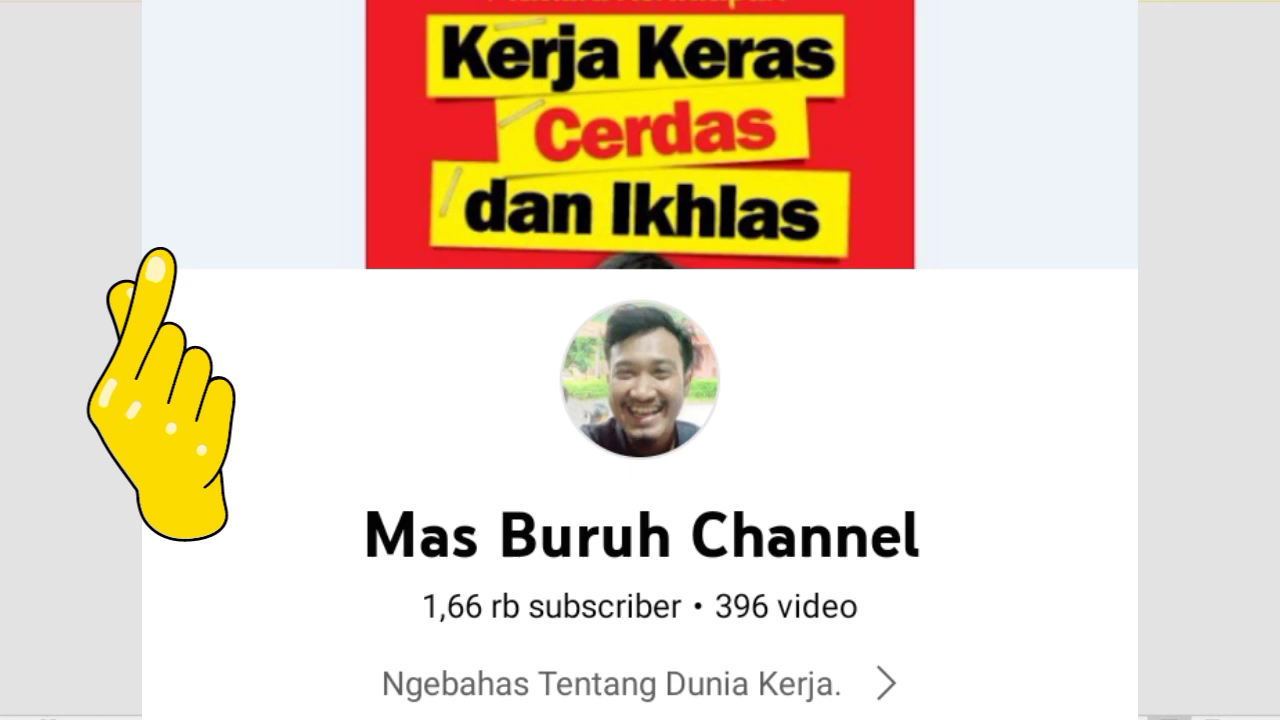 Kerja Keras
Cerdas
dan Ikhlas
Mas Buruh Channel
1,66 rb subscriber • 396 video
Ngebahas Tentang Dunia Kerja.